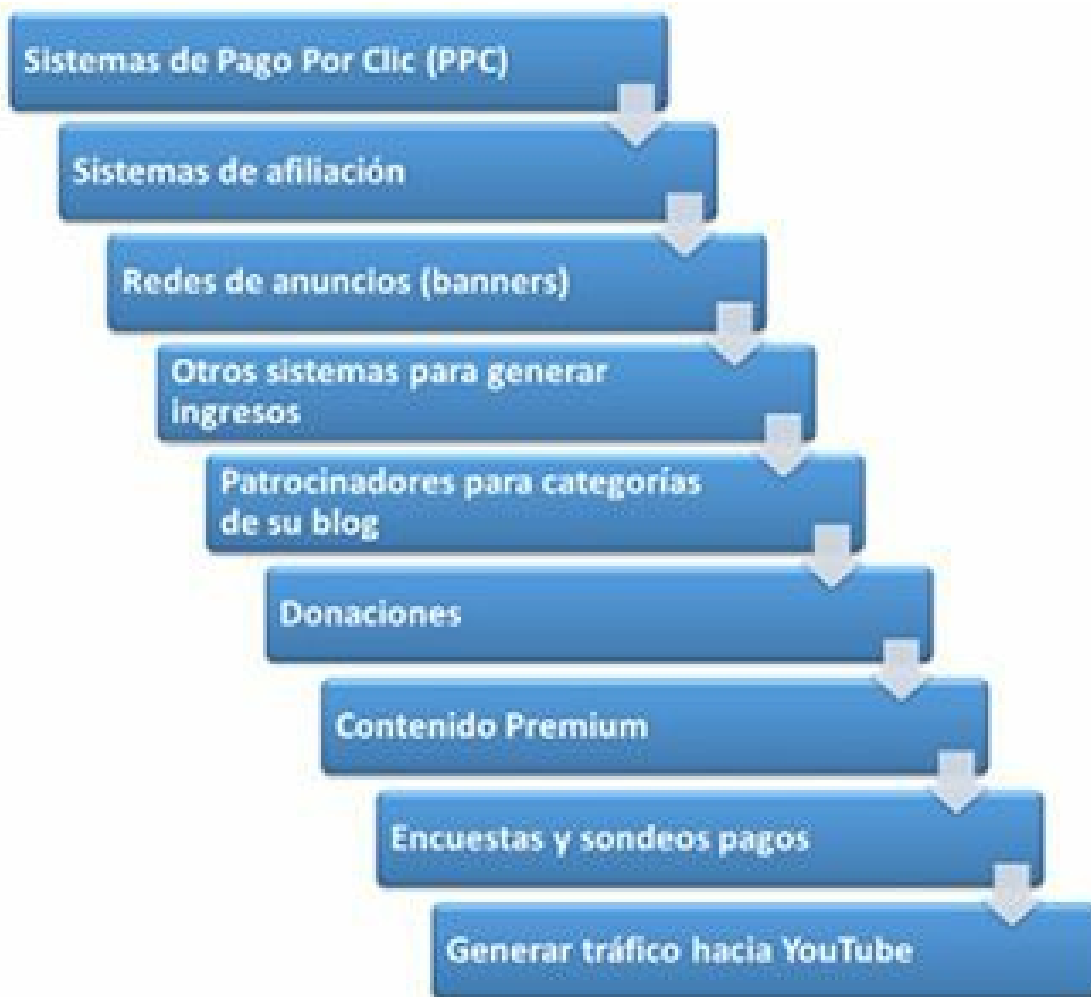 Sistemas de Pago Por Clic (PPC)
Sistemas de afiliación
Redes de anuncios (banners)
Otros sistemas para generar
ingresos
Patrocinadores para categorías
de su blog
Donaciones
Contenido Premium
Encuestas y sondeos pagos
Generar tráfico hacia YouTube